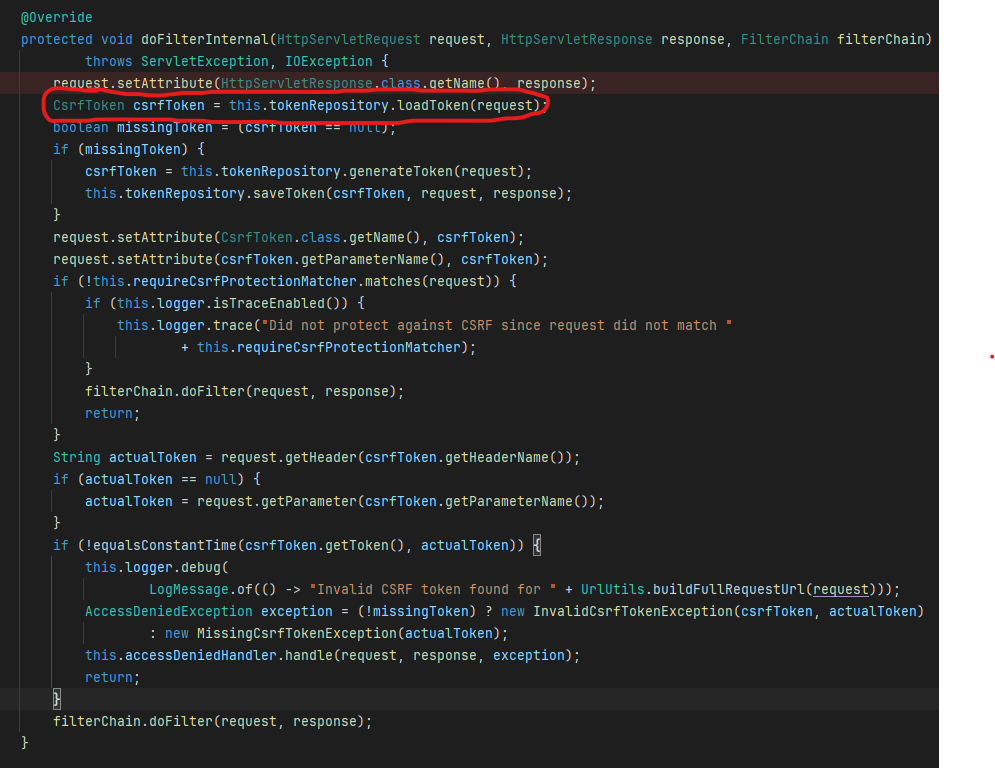 @Override
protected void doFilterInternal(HttpServletRequest request, HttpServletResponse response, FilterChain filterChain)
throws ServletException, IOException {
request.setAttribute(HttpServletResponse.class.getName(), response);
CsrfToken csrfToken = this.tokenRepository.loadToken(request);
boolean missingToken = (csrfToken == null);
if (missingToken) {
csrfToken = this.tokenRepository.generateToken(request);
this.tokenRepository.saveToken(csrfToken, request, response);
}
request.setAttribute(CsrfToken.class.getName(), csrfToken);
request.setAttribute(csrfToken.getParameterName(), csrfToken);
if (!this.requireCsrfProtectionMatcher.matches(request)) {
if (this.logger.isTraceEnabled()) {
this.logger.trace("Did not protect against CSRF since request did not match "
+ this.requireCsrfProtectionMatcher);
}
filterChain.doFilter(request, response);
return;
}
String actualToken = request.getHeader(csrfToken.getHeaderName());
if (actualToken == null) {
actualToken = request.getParameter(csrfToken.getParameterName());
}
if (!equalsConstantTime(csrfToken.getToken(), actualToken)) {
this.logger.debug(
LogMessage.of(() -> "Invalid CSRF token found for " + UrlUtils.buildFullRequestUrl(request)));
AccessDeniedException exception = (!missingToken) ? new InvalidCsrfTokenException(csrfToken, actualToken)
: new MissingCsrfTokenException(actualToken);
this.accessDeniedHandler.handle(request, response, exception);
return;
}
filterChain.doFilter(request, response);
}